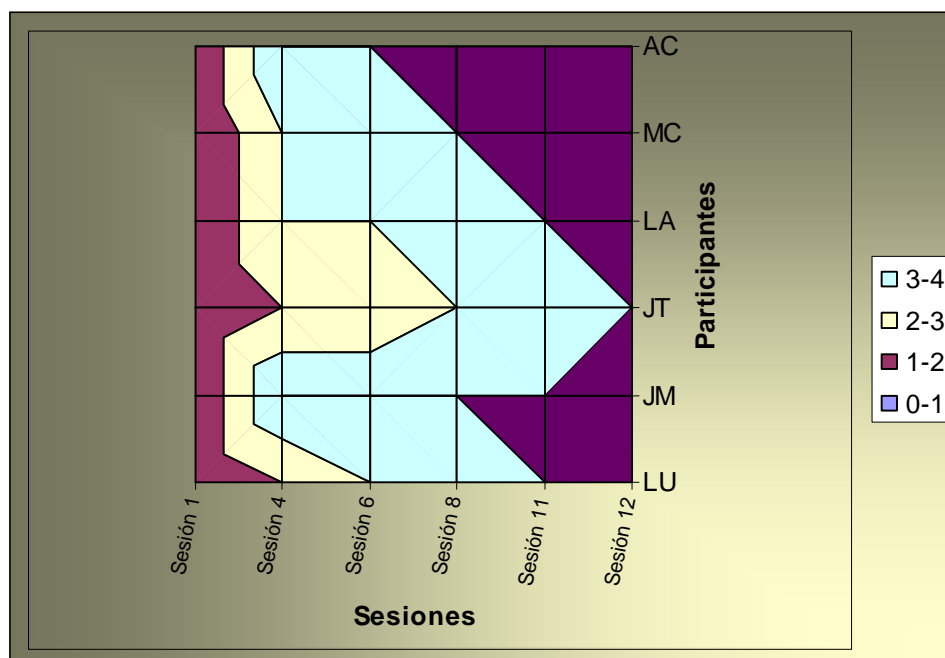 AC
MC
LA
JT
JM
LU
Participantes
Sesión 1
Sesión 4
Sesión 6
Sesión 8
Sesión 11
Sesión 12
Sesiones
3-4
2-3
1-2
0-1